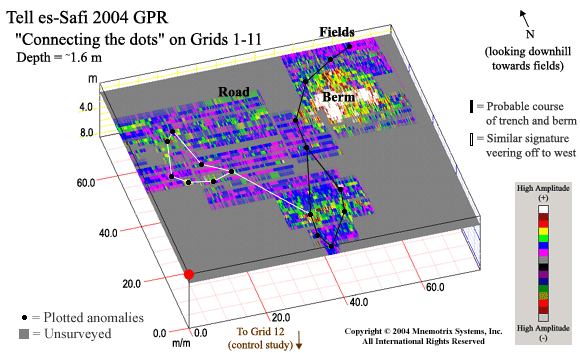 Tell es-Safi 2004 GPR
"Connecting the dots" on Grids 1-11
Depth = ~1.6 m
Fields
N
(looking downhill
towards fields)
m
Road
Berm
4.0
8.0
= Probable course
of trench and berm
= Similar signature
veering off to west
60.0
High Amplitude
(+)
40.0
20.0
60.0
40.0
20.0
0.0
0.0
m/m
= Plotted anomalies
= Unsurveyed
To Grid 12
(control study)
High Amplitude
(-)
Copyright © 2004 Mnemotrix Systems, Inc.
All International Rights Reserved